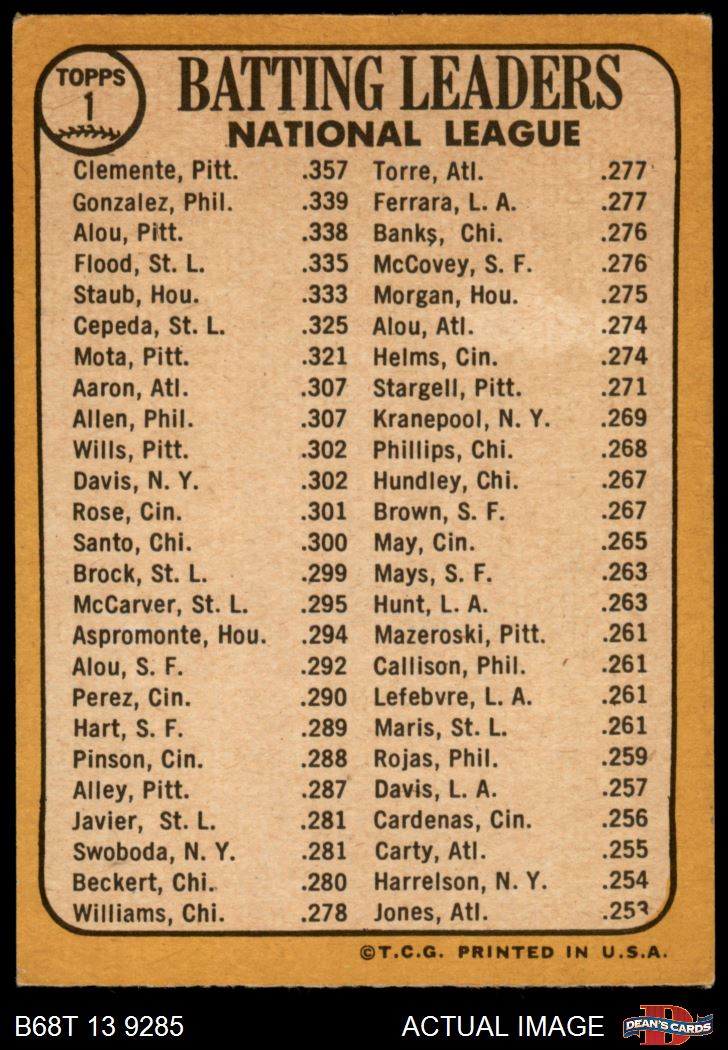 TOPPS
1
BATTING LEADERS
NATIONAL LEAGUE
Clemente, Pitt. .357
Gonzalez, Phil. .339
Alou, Pitt. .338
Flood, St. L. .335
Staub, Hou. .333
Cepeda, St. L. .325
Mota, Pitt. .321
Aaron, Atl. .307
Allen, Phil. .307
Wills, Pitt. .302
Davis, N. Y. .302
Rose, Cin. .301
Santo, Chi. .300
Brock, St. L. .299
McCarver, St. L. .295
Aspromonte, Hou. .294
Alou, S. F. .292
Perez, Cin. .290
Hart, S. F. .289
Pinson, Cin. .288
Alley, Pitt. .287
Javier, St. L. .281
Swoboda, N. Y. .281
Beckert, Chi. .280
Williams, Chi. .278
Torre, Atl. .277
Ferrara, L. A. .277
Banks, Chi. .276
McCovey, S. F. .276
Morgan, Hou. .275
Alou, Atl. .274
Helms, Cin. .274
Stargell, Pitt. .271
Kranepool, N. Y. .269
Phillips, Chi. .268
Hundley, Chi. .267
Brown, S. F. .267
May, Cin. .265
Mays, S. F. .263
Hunt, L. A. .263
Mazeroski, Pitt. .261
Callison, Phil. .261
Lefebvre, L. A. .261
Maris, St. L. .261
Rojas, Phil. .259
Davis, L. A. .257
Cardenas, Cin. .256
Carty, Atl. .255
Harrelson, N. Y. .254
Jones, Atl. .253
©T.C.G. PRINTED IN U.S.A.
B68T 13 9285
ACTUAL IMAGE
D
DEAN'S CARDS